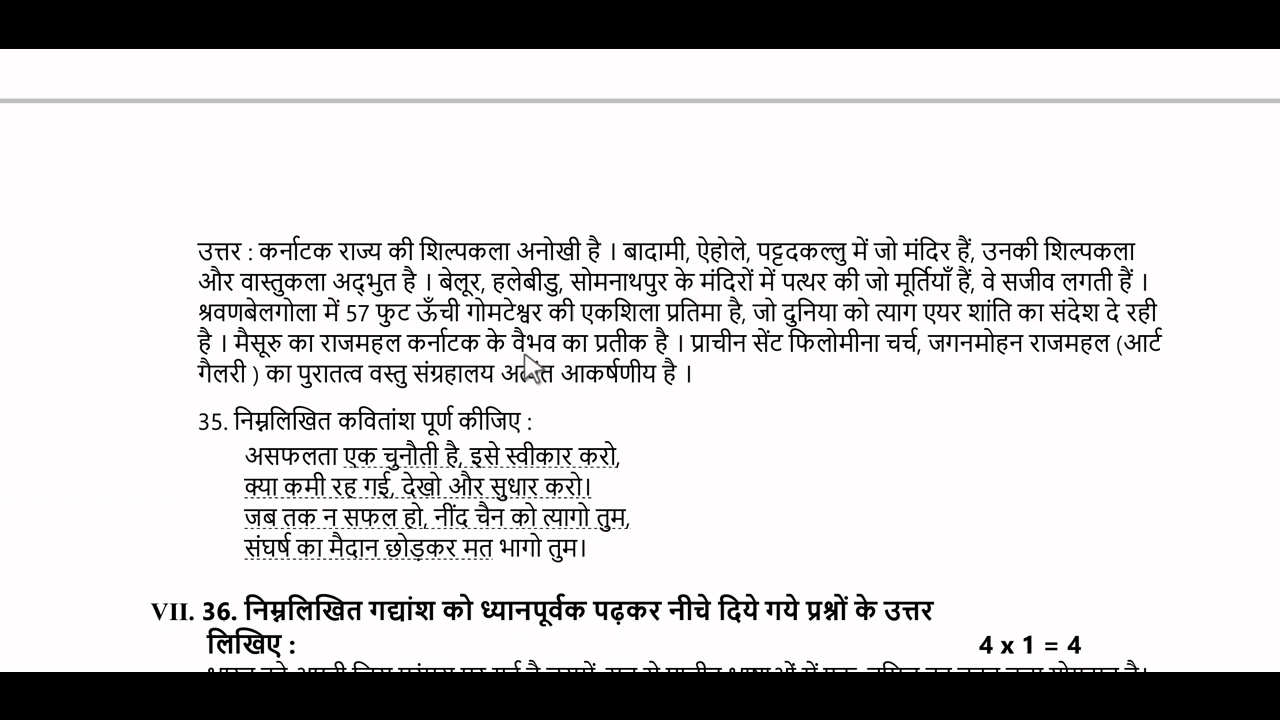 उत्तर : कर्नाटक राज्य की शिल्पकला अनोखी है । बादामी, ऐहोले, पट्टदकल्लु में जो मंदिर हैं, उनकी शिल्पकला
और वास्तुकला अद्भुत है । बेलूर, हलेबीडु, सोमनाथपुर के मंदिरों में पत्थर की जो मूर्तियाँ हैं, वे सजीव लगती हैं ।
श्रवणबेलगोला में 57 फुट ऊँची गोमटेश्वर की एकशिला प्रतिमा है, जो दुनिया को त्याग एयर शांति का संदेश दे रही
है । मैसूरु का राजमहल कर्नाटक के वैभव का प्रतीक है । प्राचीन सेंट फिलोमीना चर्च, जगनमोहन राजमहल (आर्ट
गैलरी ) का पुरातत्व वस्तु संग्रहालय आकर्षणीय है ।
35. निम्नलिखित कवितांश पूर्ण कीजिए :
असफलता एक चुनौती है, इसे स्वीकार करो,
क्या कमी रह गई, देखो और सुधार करो।
जब तक न सफल हो, नींद चैन को त्यागो तुम,
संघर्ष का मैदान छोड़कर मत भागो तुम।
VII. 36. निम्नलिखित गद्यांश को ध्यानपूर्वक पढ़कर नीचे दिये गये प्रश्नों के उत्तर
लिखिए : 4 x 1 = 4